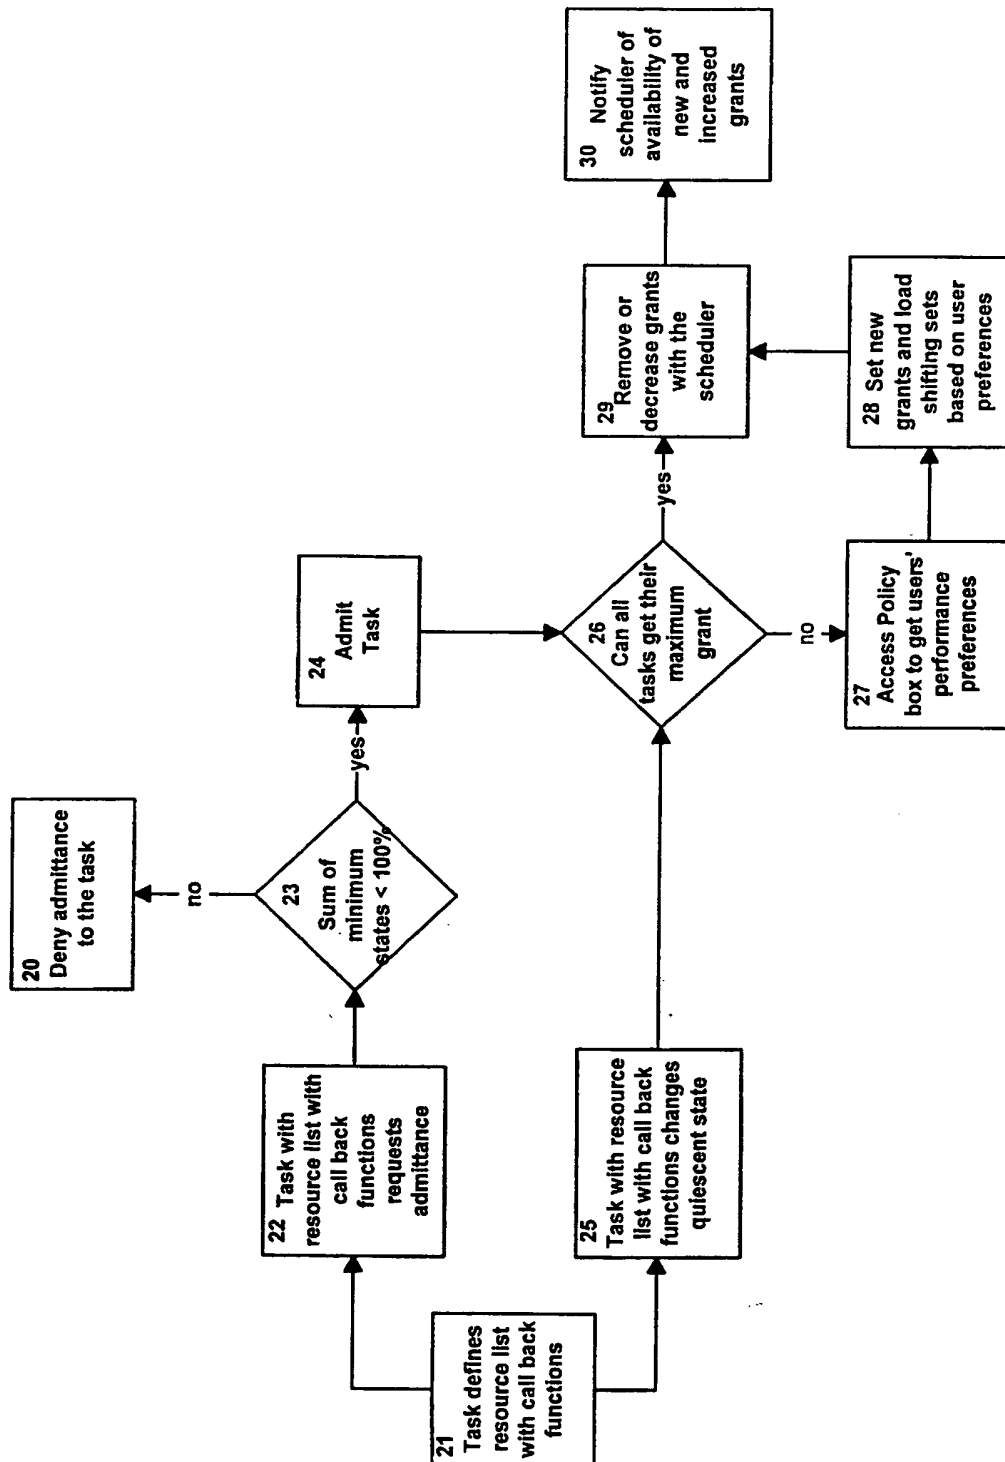 20
Deny admittance
to the task
no
23
Sum of
minimum
states < 100%
yes
24
Admit
Task
22 Task with
resource list with
call back
functions
requests
admittance
21
Task defines
resource list
with call back
functions
25
Task with resource
list with call back
functions changes
quiescent state
26
Can all
tasks get their
maximum
grant
yes
no
27
Access Policy
box to get users'
performance
preferences
28 Set new
grants and load
shifting sets
based on user
preferences
29
Remove or
decrease grants
with the
scheduler
30 Notify
scheduler of
availability of
new and
increased
grants